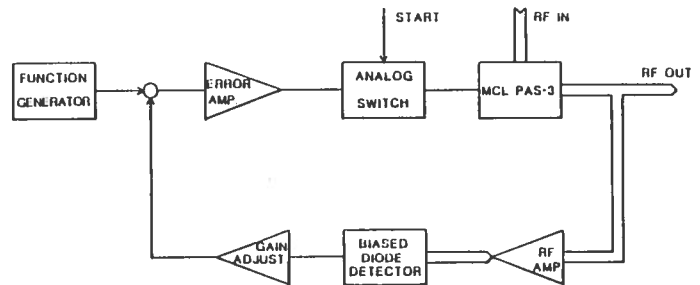 START
RF IN
RF OUT
FUNCTION
GENERATOR
ERROR
AMP.
ANALOG
SWITCH
MCL PAS-3
GAIN
ADJUST
BIASED
DIODE
DETECTOR
RF
AMP